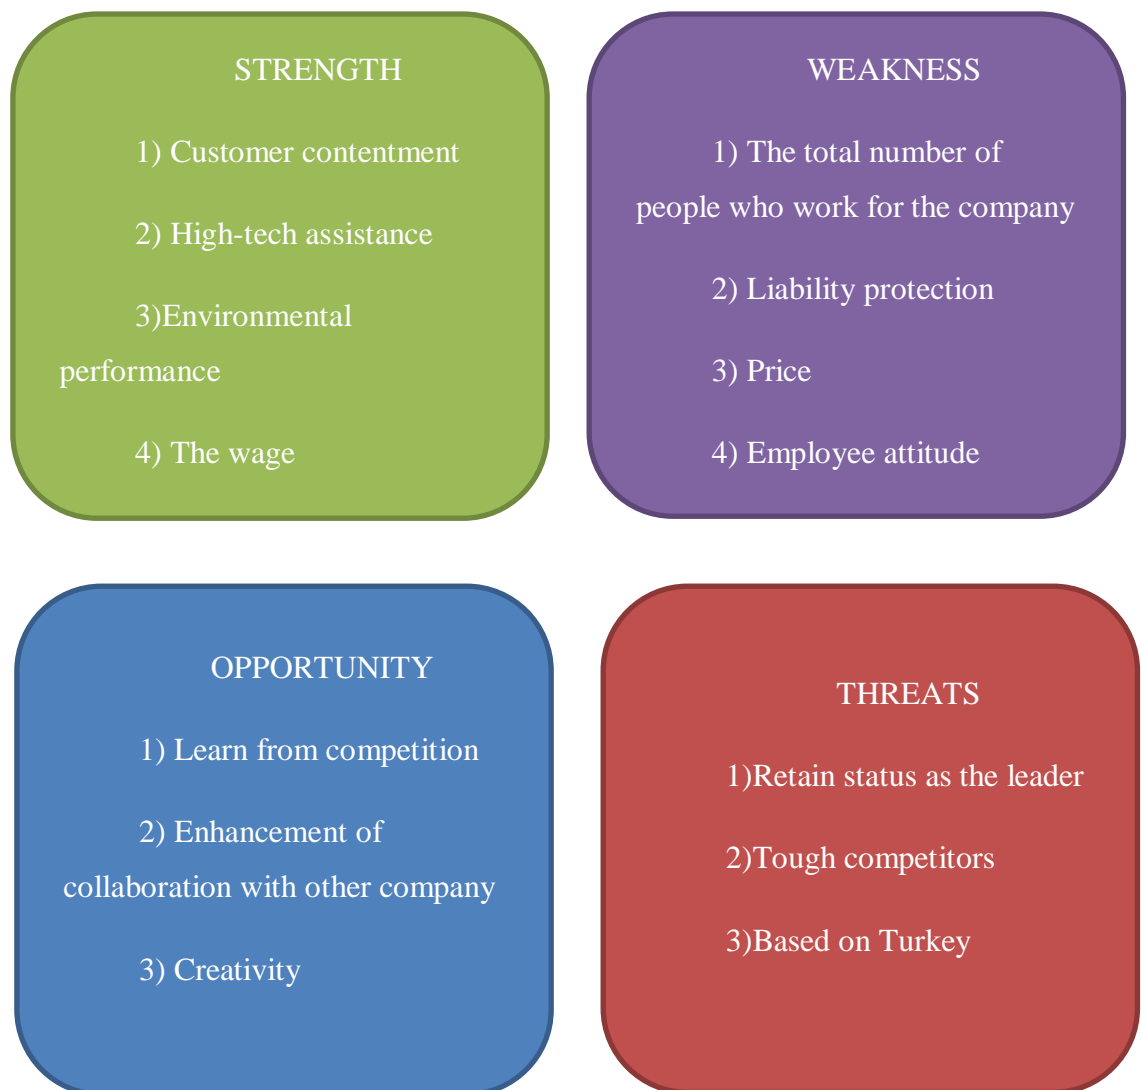 STRENGTH
1) Customer contentment
2) High-tech assistance
3)Environmental
performance
4) The wage
WEAKNESS
1) The total number of
people who work for the company
2) Liability protection
3) Price
4) Employee attitude
OPPORTUNITY
1) Learn from competition
2) Enhancement of
collaboration with other company
3) Creativity
THREATS
1)Retain status as the leader
2)Tough competitors
3)Based on Turkey